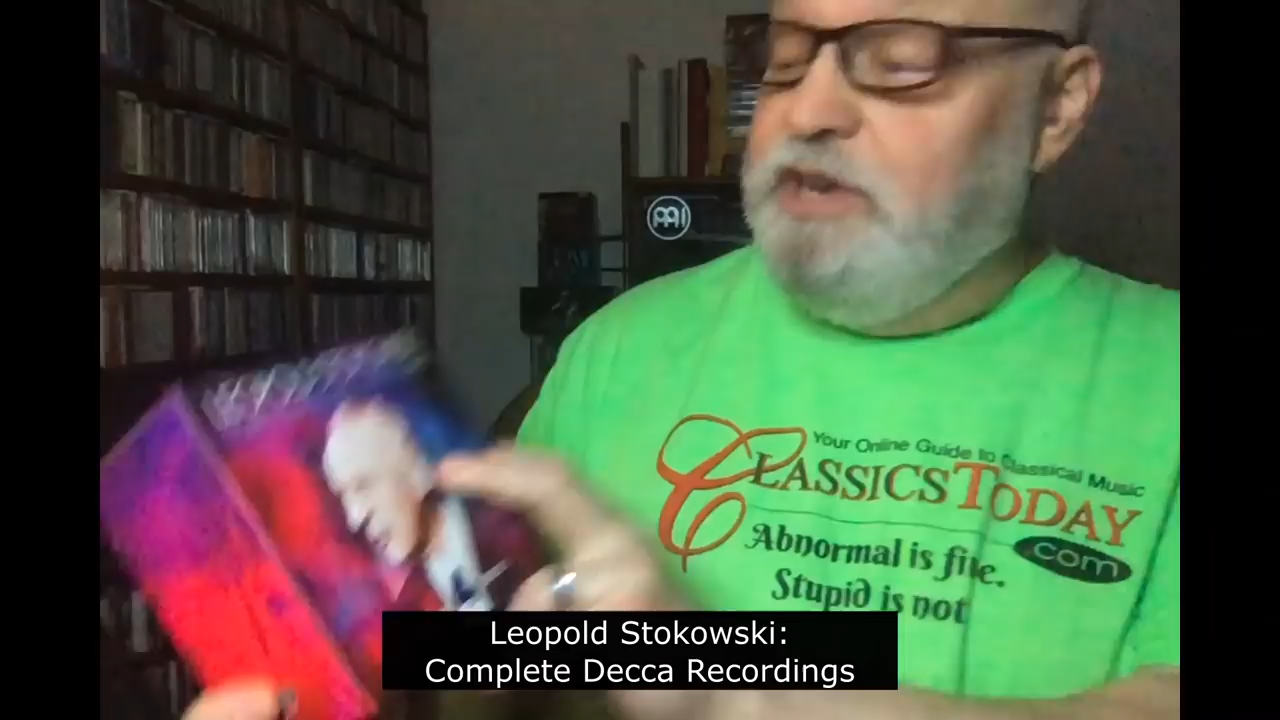 Your Online Guide to Classical Music
CLASSICSTODAY
.com
Abnormal is fine.
Stupid is not
Leopold Stokowski:
Complete Decca Recordings